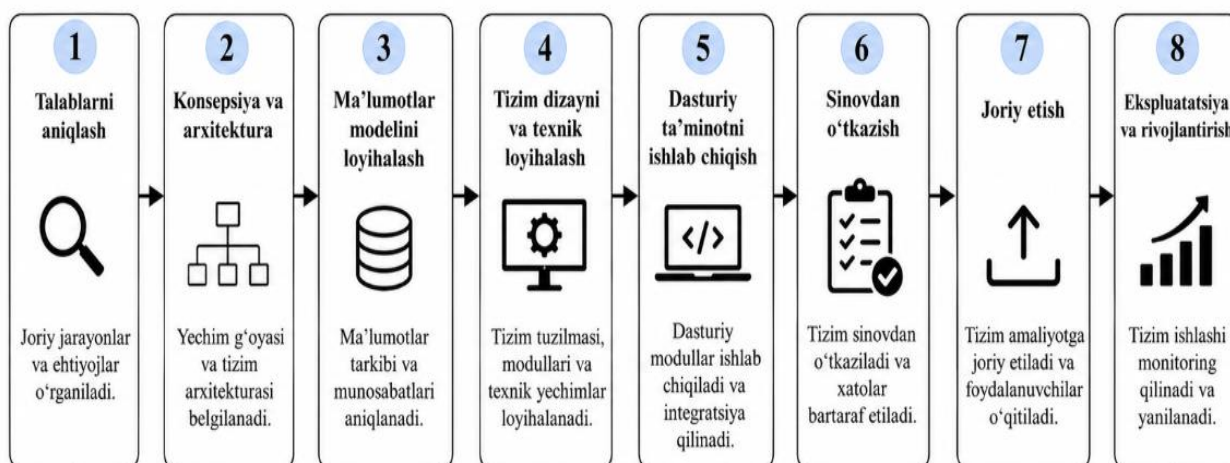 1
Talablarni
aniqlash
Joriy jarayonlar
va ehtiyojlar
o‘rganiladi.
2
Konsepsiya va
arxitektura
Yechim g‘oyasi
va tizim
arxitekturasi
belgilanadi.
3
Ma’lumotlar
modelini
loyihalash
Ma’lumotlar
tarkibi va
munosabatlari
aniqlanadi.
4
Tizim dizayni
va texnik
loyihalash
Tizim tuzilmasi,
modullari va
texnik yechimlar
loyihalanadi.
5
Dasturiy
ta’minotni
ishlab chiqish
</>
Dasturiy
modullar ishlab
chiqiladi va
integratsiya
qilinadi.
6
Sinovdan
o‘tkazish
Tizim sinovdan
o‘tkaziladi va
xatolar
bartaraf etiladi.
7
Joriy etish
Tizim amaliyotga
joriy etiladi va
foydalanuvchilar
o‘qitiladi.
8
Ekspluatatsiya
va rivojlantirish
Tizim ishlashi
monitoring
qilinadi va
yanilanadi.